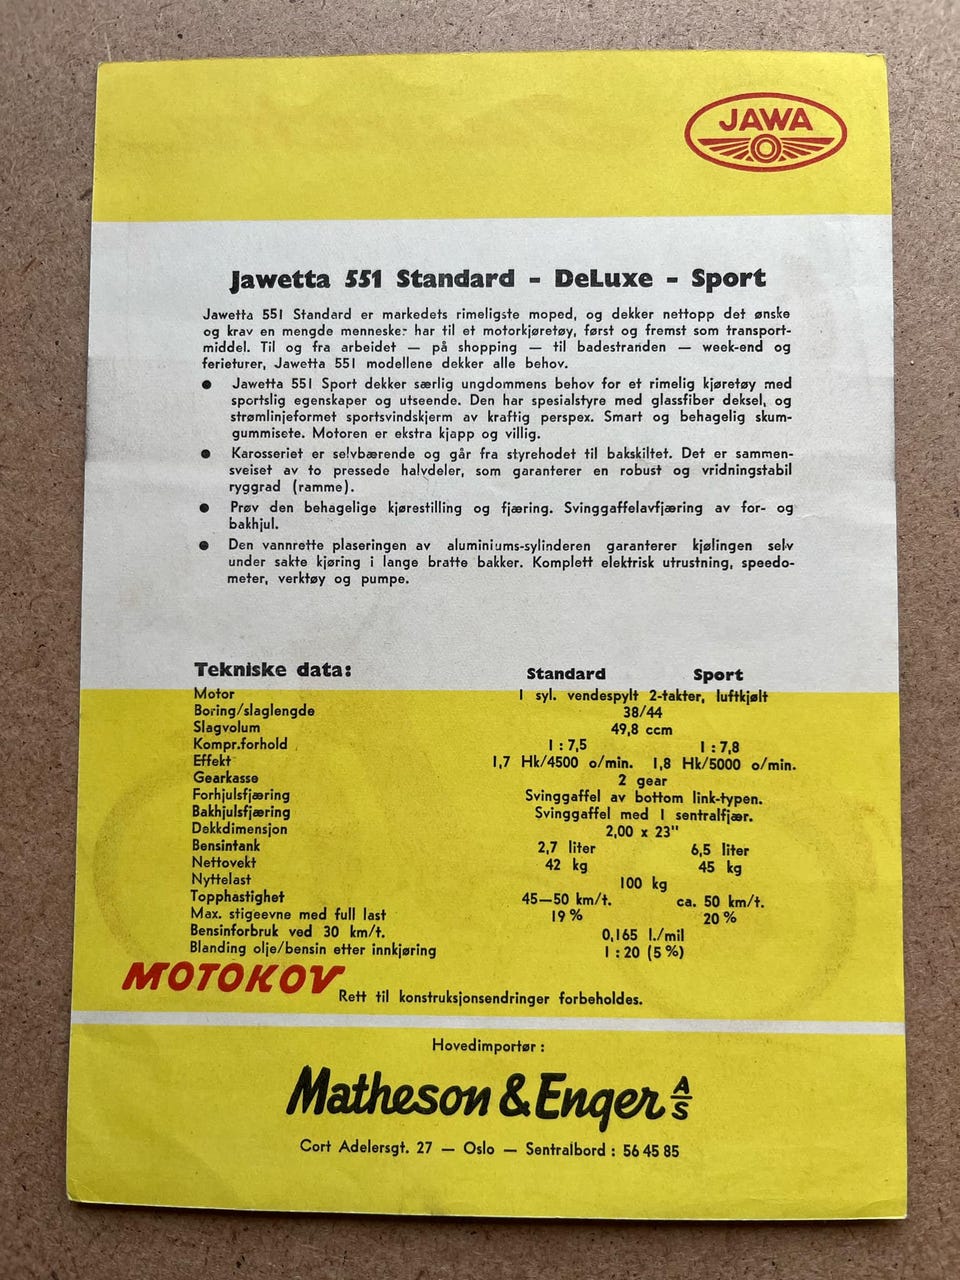 JAWA
Jawetta 551 Standard - DeLuxe - Sport
Jawetta 551 Standard er markedets rimeligste moped, og dekker nettopp det ønske
og krav en mengde mennesker har til et motorkjøretøy, først og fremst som transport-
middel. Til og fra arbeidet — på shopping — til badestranden — week-end og
ferieturer, Jawetta 551 modellene dekker alle behov.
● Jawetta 551 Sport dekker særlig ungdommens behov for et rimelig kjøretøy med
sportslig egenskaper og utseende. Den har spesialstyre med glassfiber deksel, og
strømlinjeformet sportsvindskjerm av kraftig perspex. Smart og behagelig skum-
gummisete. Motoren er ekstra kjapp og villig.
● Karosseriet er selvbærende og går fra styrehodet til bakskiltet. Det er sammen-
sveiset av to pressede halvdeler, som garanterer en robust og vridningstabil
ryggrad (ramme).
● Prøv den behagelige kjørestilling og fjæring. Svinggaffelavfjæring av for- og
bakhjul.
● Den vannrette plaseringen av aluminiums-sylinderen garanterer kjølingen selv
under sakte kjøring i lange bratte bakker. Komplett elektrisk utrustning, speedo-
meter, verktøy og pumpe.
Tekniske data: Standard Sport
Motor 1 syl. vendespylt 2-takter, luftkjølt
Boring/slaglengde 38/44
Slagvolum 49,8 ccm
Kompr.forhold 1 : 7,5 1 : 7,8
Effekt 1,7 Hk/4500 o/min. 1,8 Hk/5000 o/min.
Gearkasse 2 gear
Forhjulsfjæring Svinggaffel av bottom link-typen.
Bakhjulsfjæring Svinggaffel med 1 sentralfjær.
Dekkdimensjon 2,00 x 23"
Bensintank 2,7 liter 6,5 liter
Nettovekt 42 kg 45 kg
Nyttelast 100 kg
Topphastighet 45—50 km/t. ca. 50 km/t.
Max. stigeevne med full last 19 % 20 %
Bensinforbruk ved 30 km/t. 0,165 l./mil
Blanding olje/bensin etter innkjøring 1 : 20 (5 %)
MOTOKOV
Rett til konstruksjonsendringer forbeholdes.
Hovedimportør :
Matheson & Enger A/S
Cort Adelersgt. 27 — Oslo — Sentralbord : 56 45 85